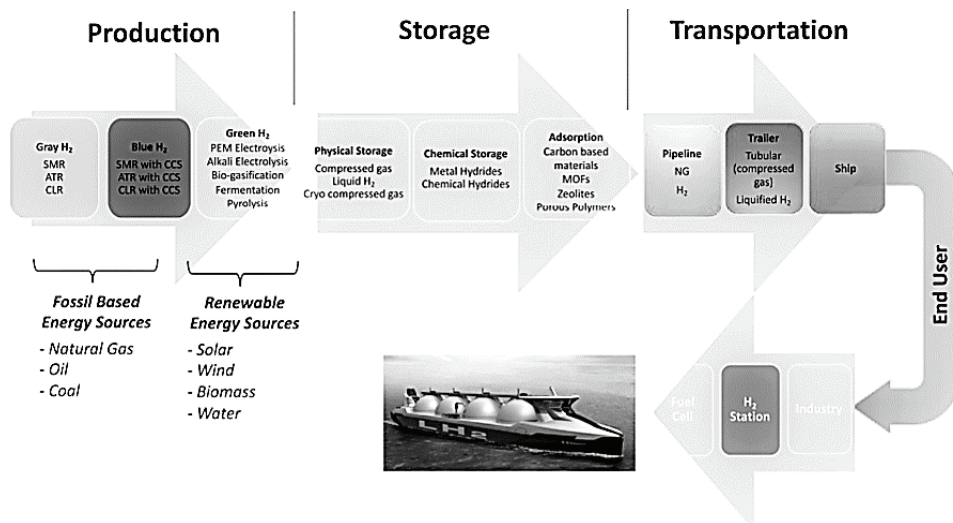 Production
Storage
Transportation
Gray H₂
SMR
ATR
CLR
Blue H₂
SMR with CCS
ATR with CCS
CLR with CCS
Green H₂
PEM Electroysis
Alkali Electrolysis
Bio-gasification
Fermentation
Pyrolysis
Physical Storage
Compressed gas
Liquid H₂
Cryo compressed gas
Chemical Storage
Metal Hydrides
Chemical Hydrides
Adsorption
Carbon based
materials
MOFs
Zeolites
Porous Polymers
Pipeline
NG
H₂
Trailer
Tubular
(compressed
gas)
Liquified H₂
Ship
End User
Fossil Based
Energy Sources
- Natural Gas
- Oil
- Coal
Renewable
Energy Sources
- Solar
- Wind
- Biomass
- Water
LH₂
Fuel
Cell
H₂
Station
Industry